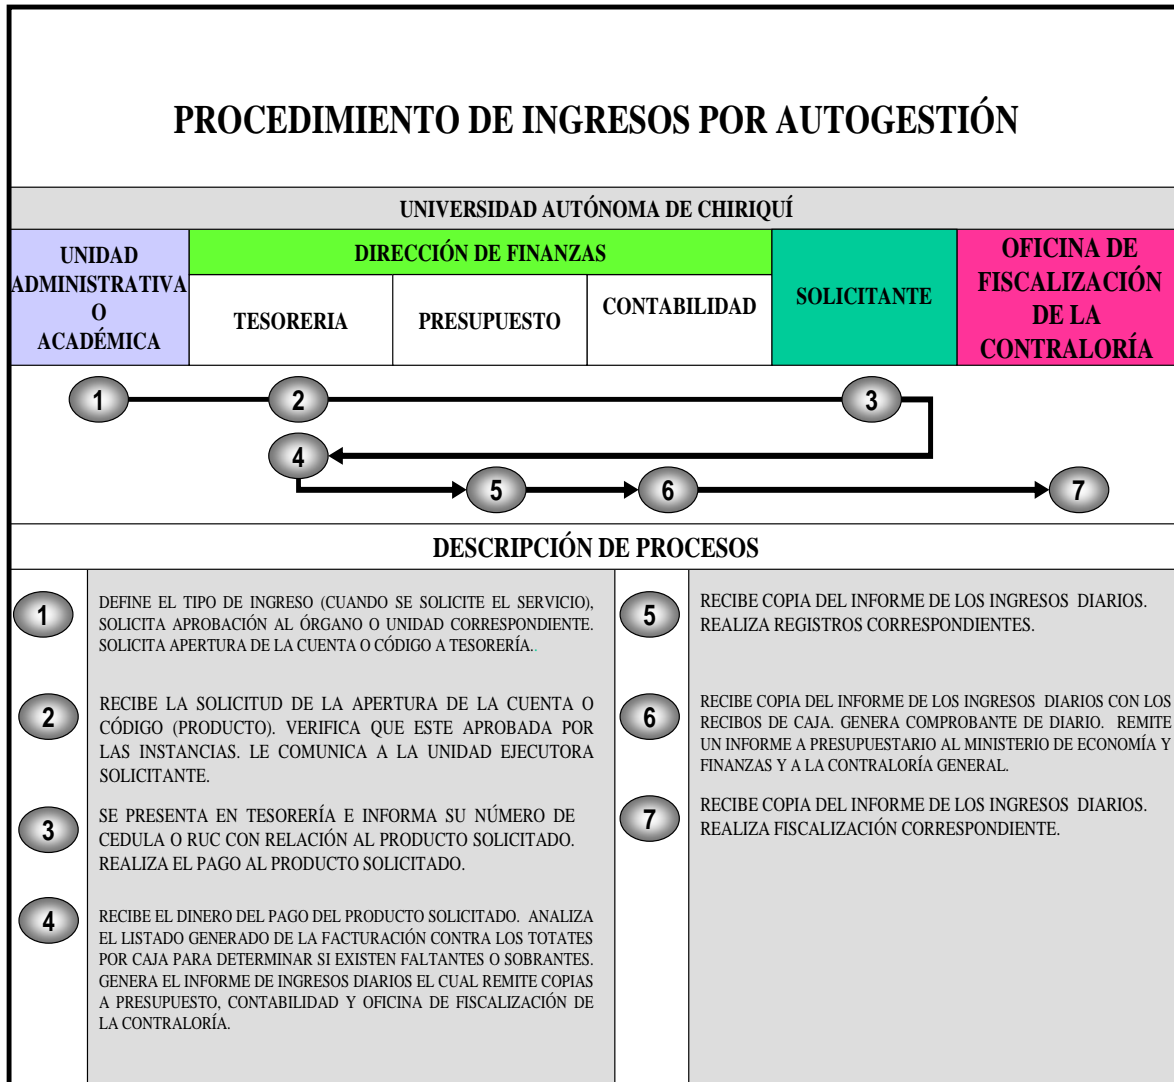 PROCEDIMIENTO DE INGRESOS POR AUTOGESTIÓN
UNIVERSIDAD AUTÓNOMA DE CHIRIQUÍ
UNIDAD
ADMINISTRATIVA
O
ACADÉMICA
DIRECCIÓN DE FINANZAS
TESORERIA
PRESUPUESTO
CONTABILIDAD
SOLICITANTE
OFICINA DE
FISCALIZACIÓN
DE LA
CONTRALORÍA
1
2
3
4
5
6
7
DESCRIPCIÓN DE PROCESOS
1
DEFINE EL TIPO DE INGRESO (CUANDO SE SOLICITE EL SERVICIO),
SOLICITA APROBACIÓN AL ÓRGANO O UNIDAD CORRESPONDIENTE.
SOLICITA APERTURA DE LA CUENTA O CÓDIGO A TESORERÍA..
2
RECIBE LA SOLICITUD DE LA APERTURA DE LA CUENTA O
CÓDIGO (PRODUCTO). VERIFICA QUE ESTE APROBADA POR
LAS INSTANCIAS. LE COMUNICA A LA UNIDAD EJECUTORA
SOLICITANTE.
3
SE PRESENTA EN TESORERÍA E INFORMA SU NÚMERO DE
CEDULA O RUC CON RELACIÓN AL PRODUCTO SOLICITADO.
REALIZA EL PAGO AL PRODUCTO SOLICITADO.
4
RECIBE EL DINERO DEL PAGO DEL PRODUCTO SOLICITADO. ANALIZA
EL LISTADO GENERADO DE LA FACTURACIÓN CONTRA LOS TOTATES
POR CAJA PARA DETERMINAR SI EXISTEN FALTANTES O SOBRANTES.
GENERA EL INFORME DE INGRESOS DIARIOS EL CUAL REMITE COPIAS
A PRESUPUESTO, CONTABILIDAD Y OFICINA DE FISCALIZACIÓN DE
LA CONTRALORÍA.
5
RECIBE COPIA DEL INFORME DE LOS INGRESOS DIARIOS.
REALIZA REGISTROS CORRESPONDIENTES.
6
RECIBE COPIA DEL INFORME DE LOS INGRESOS DIARIOS CON LOS
RECIBOS DE CAJA. GENERA COMPROBANTE DE DIARIO. REMITE
UN INFORME A PRESUPUESTARIO AL MINISTERIO DE ECONOMÍA Y
FINANZAS Y A LA CONTRALORÍA GENERAL.
7
RECIBE COPIA DEL INFORME DE LOS INGRESOS DIARIOS.
REALIZA FISCALIZACIÓN CORRESPONDIENTE.